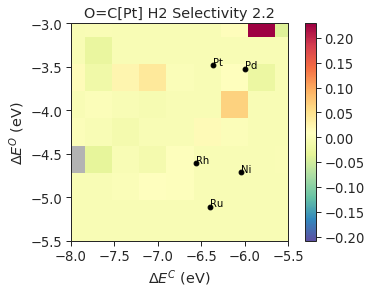 O=C[Pt] H2 Selectivity 2.2
−3.0
−3.5
−4.0
−4.5
−5.0
−5.5
ΔE^O (eV)
Pt
Pd
Rh
Ni
Ru
−8.0 −7.5 −7.0 −6.5 −6.0 −5.5
ΔE^C (eV)
0.20
0.15
0.10
0.05
0.00
−0.05
−0.10
−0.15
−0.20